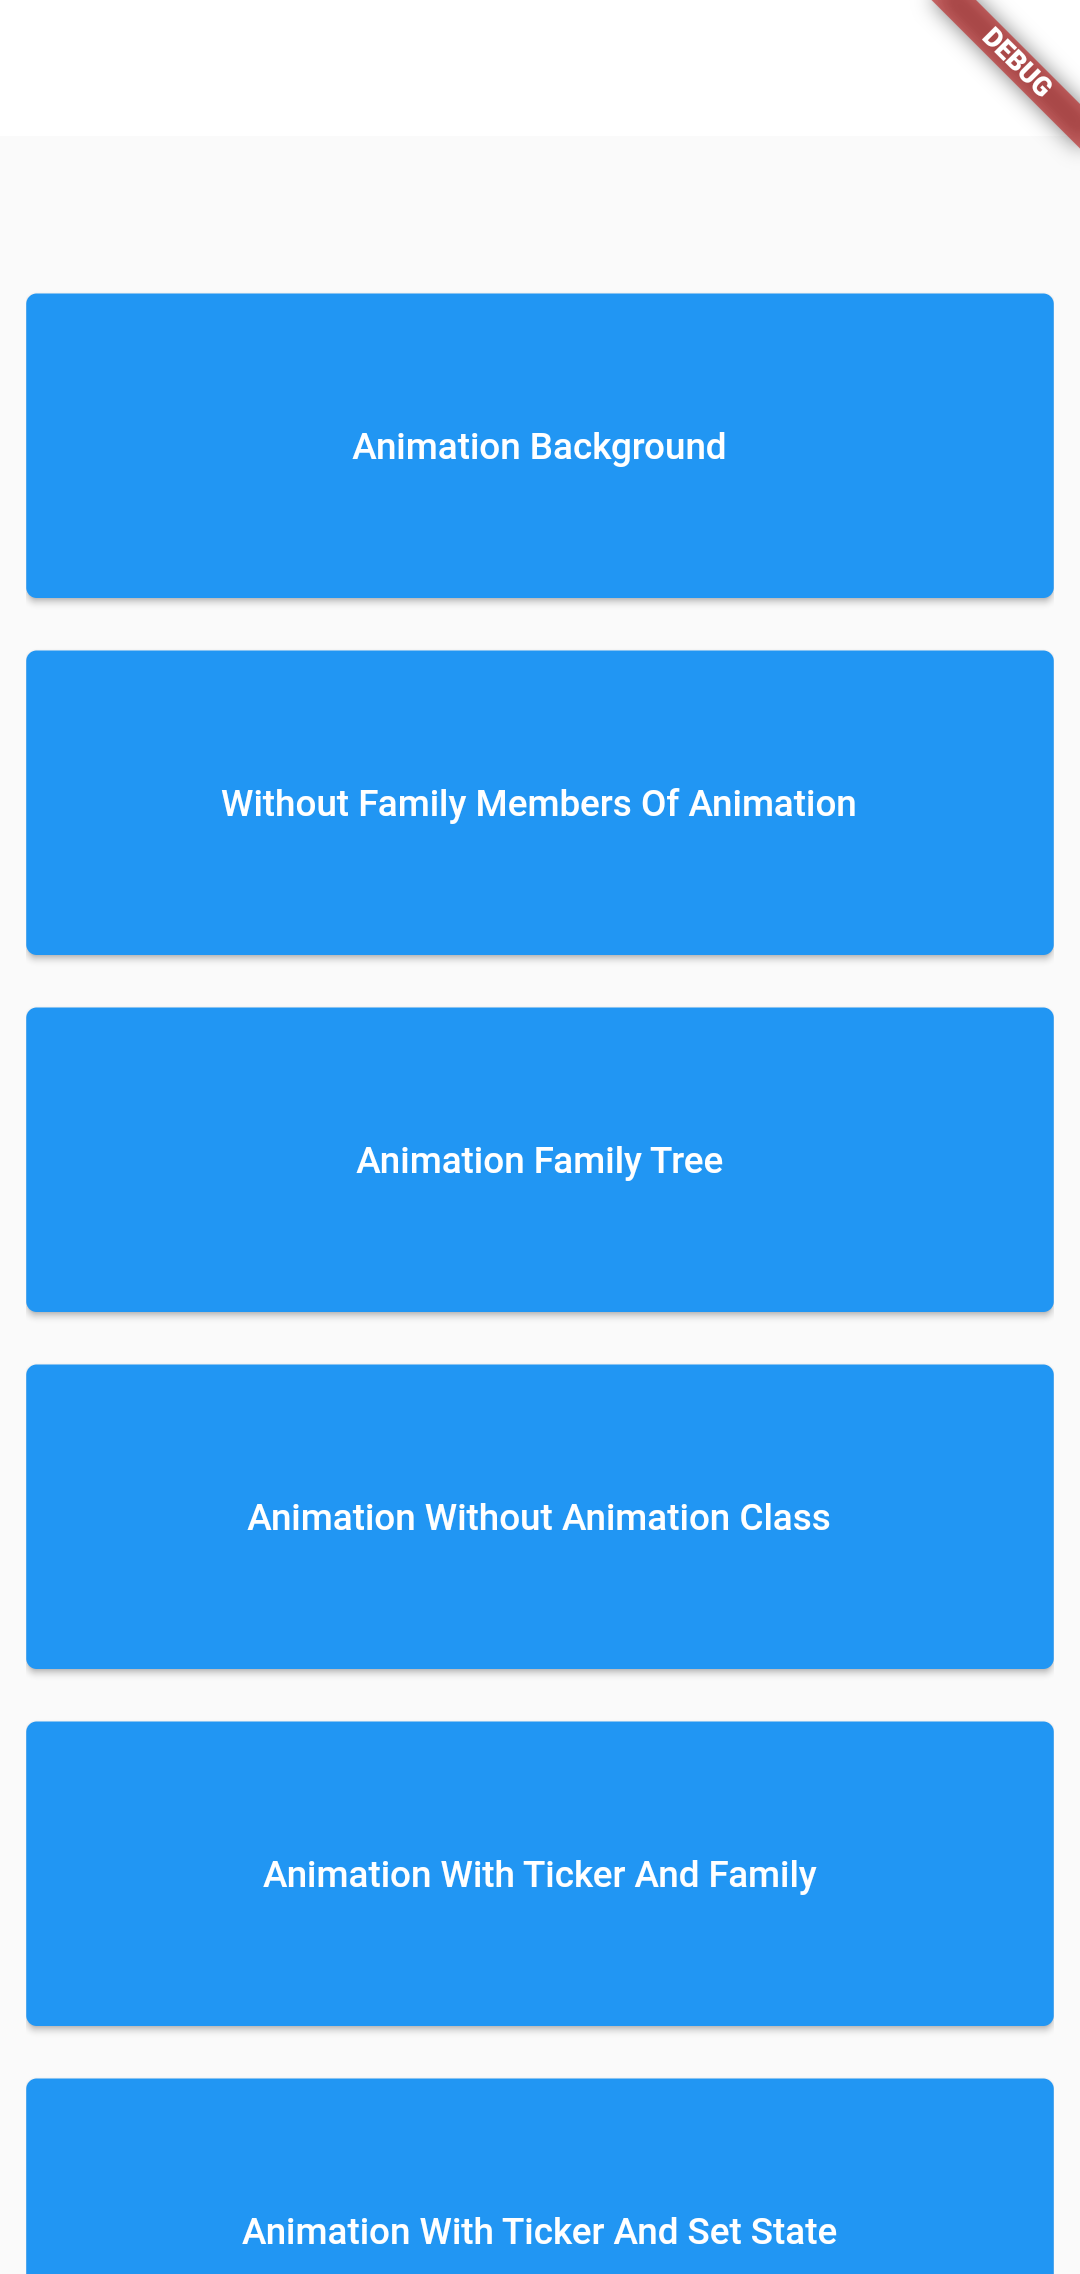 DEBUG
Animation Background
Without Family Members Of Animation
Animation Family Tree
Animation Without Animation Class
Animation With Ticker And Family
Animation With Ticker And Set State